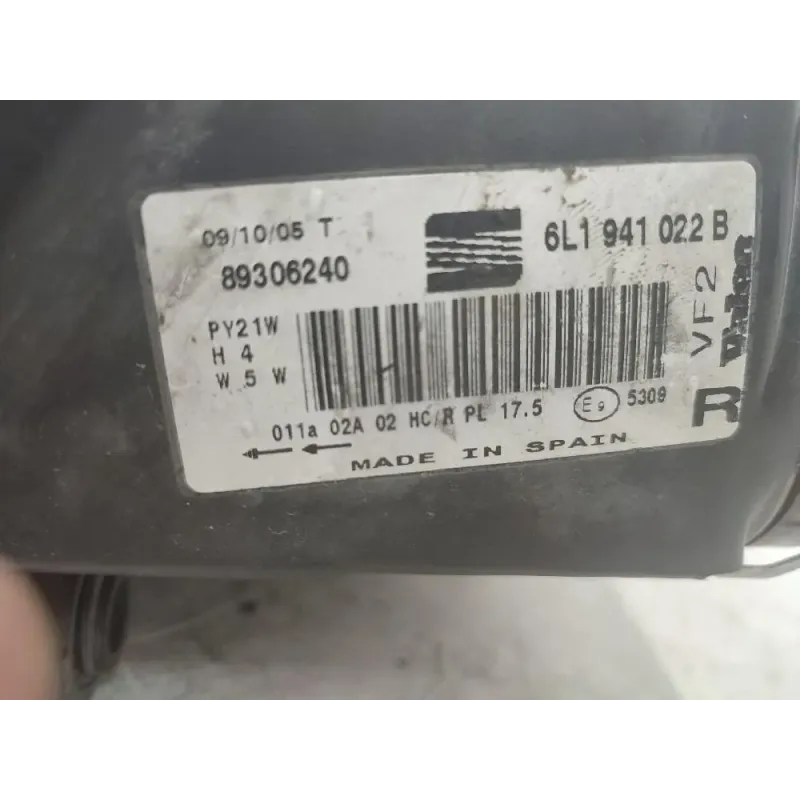 09/10/05 T
6L1 941 022 B
89306240
PY21W
H 4
W 5 W
VF2
Valeo
011a 02A 02 HC/R PL 17.5
E9
5309
R
MADE IN SPAIN